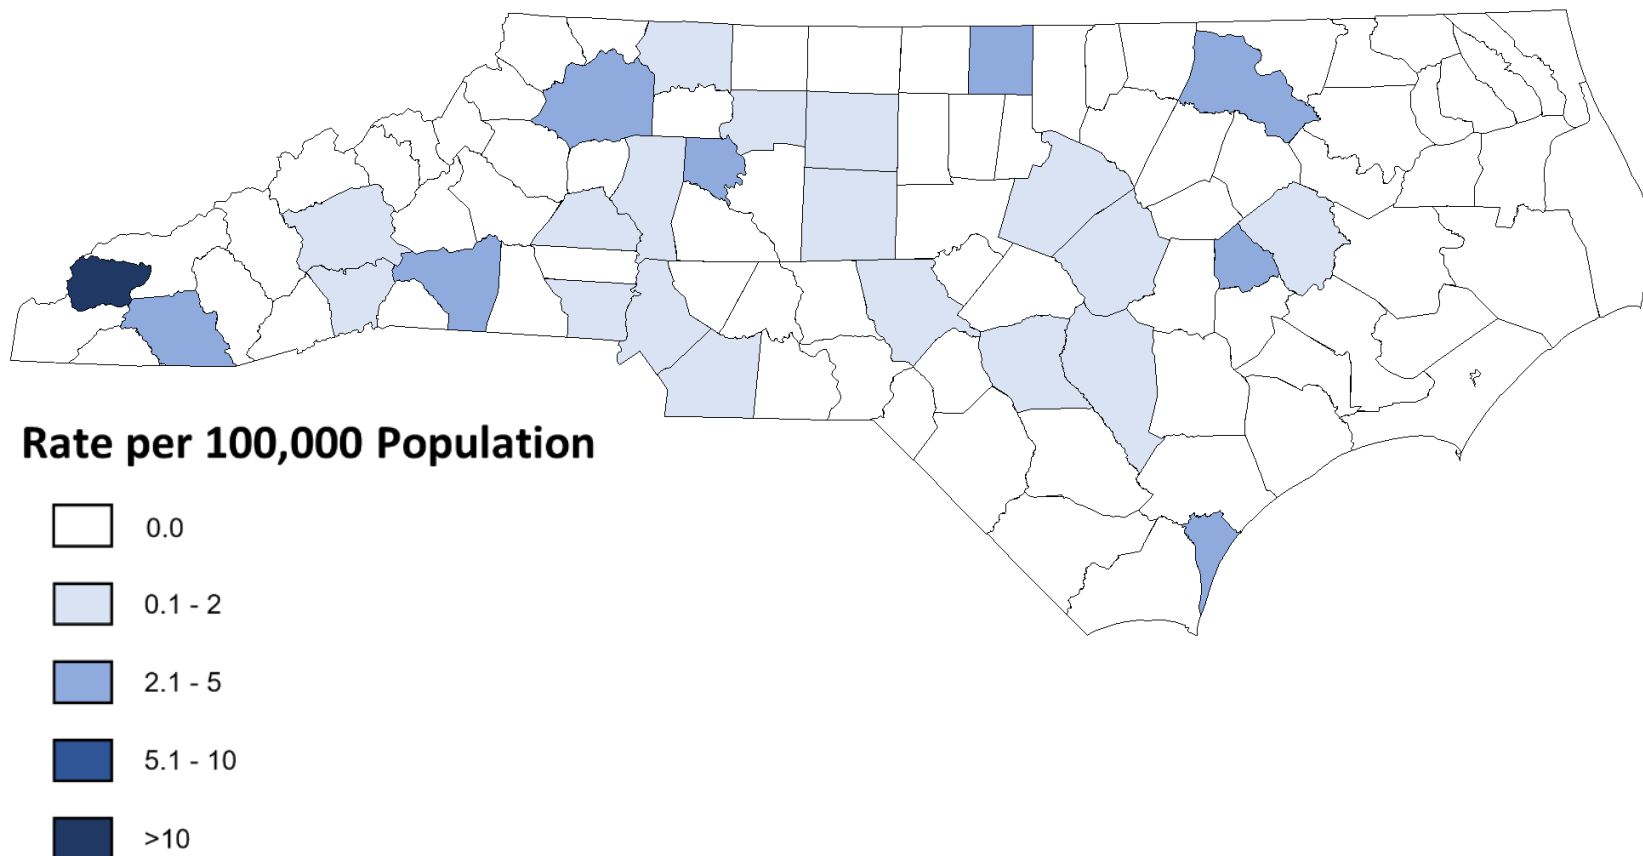 Rate per 100,000 Population
0.0
0.1 - 2
2.1 - 5
5.1 - 10
>10